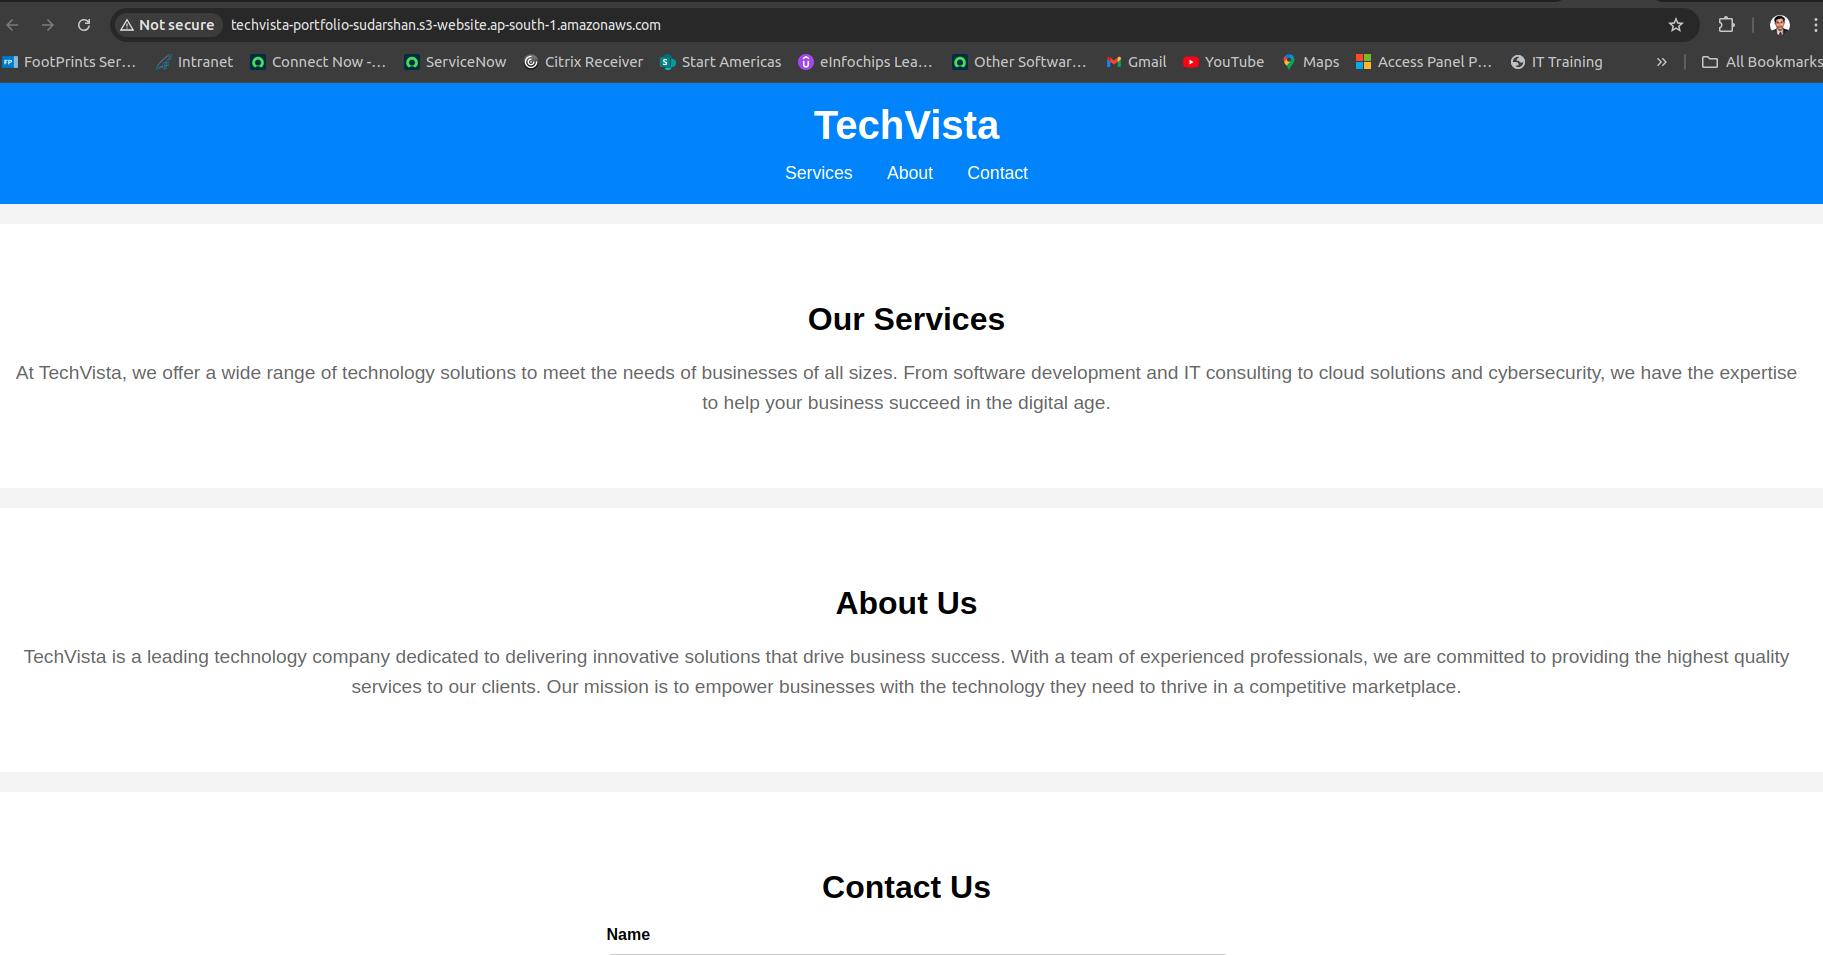 Not secure techvista-portfolio-sudarshan.s3-website.ap-south-1.amazonaws.com
FP FootPrints Ser... Intranet Connect Now -... ServiceNow Citrix Receiver S Start Americas eInfochips Lea... Other Softwar... Gmail YouTube Maps Access Panel P... IT Training » All Bookmarks
TechVista
Services About Contact
Our Services
At TechVista, we offer a wide range of technology solutions to meet the needs of businesses of all sizes. From software development and IT consulting to cloud solutions and cybersecurity, we have the expertise
to help your business succeed in the digital age.
About Us
TechVista is a leading technology company dedicated to delivering innovative solutions that drive business success. With a team of experienced professionals, we are committed to providing the highest quality
services to our clients. Our mission is to empower businesses with the technology they need to thrive in a competitive marketplace.
Contact Us
Name